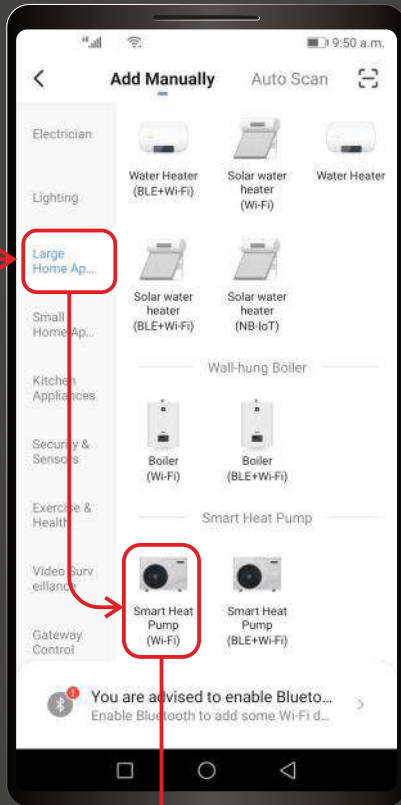 9:50 a.m.
Add Manually
Auto Scan
Electrician
Lighting
Large
Home Ap...
Small
Home Ap...
Kitchen
Appliances
Security &
Sensors
Exercise &
Health
Video Surv
eillance
Gateway
Control
Water Heater
(BLE+Wi-Fi)
Solar water
heater
(Wi-Fi)
Water Heater
Solar water
heater
(BLE+Wi-Fi)
Solar water
heater
(NB-IoT)
Wall-hung Boiler
Boiler
(Wi-Fi)
Boiler
(BLE+Wi-Fi)
Smart Heat Pump
Smart Heat
Pump
(Wi-Fi)
Smart Heat
Pump
(BLE+Wi-Fi)
You are advised to enable Blueto...
Enable Bluetooth to add some Wi-Fi d...